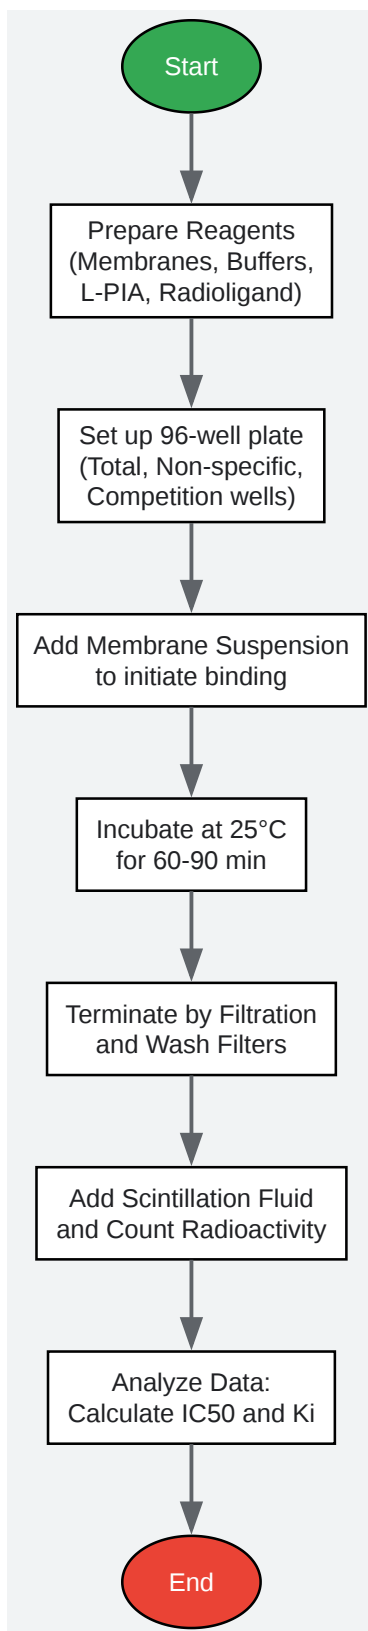 Start
Prepare Reagents
(Membranes, Buffers,
L-PIA, Radioligand)
Set up 96-well plate
(Total, Non-specific,
Competition wells)
Add Membrane Suspension
to initiate binding
Incubate at 25°C
for 60-90 min
Terminate by Filtration
and Wash Filters
Add Scintillation Fluid
and Count Radioactivity
Analyze Data:
Calculate IC50 and Ki
End